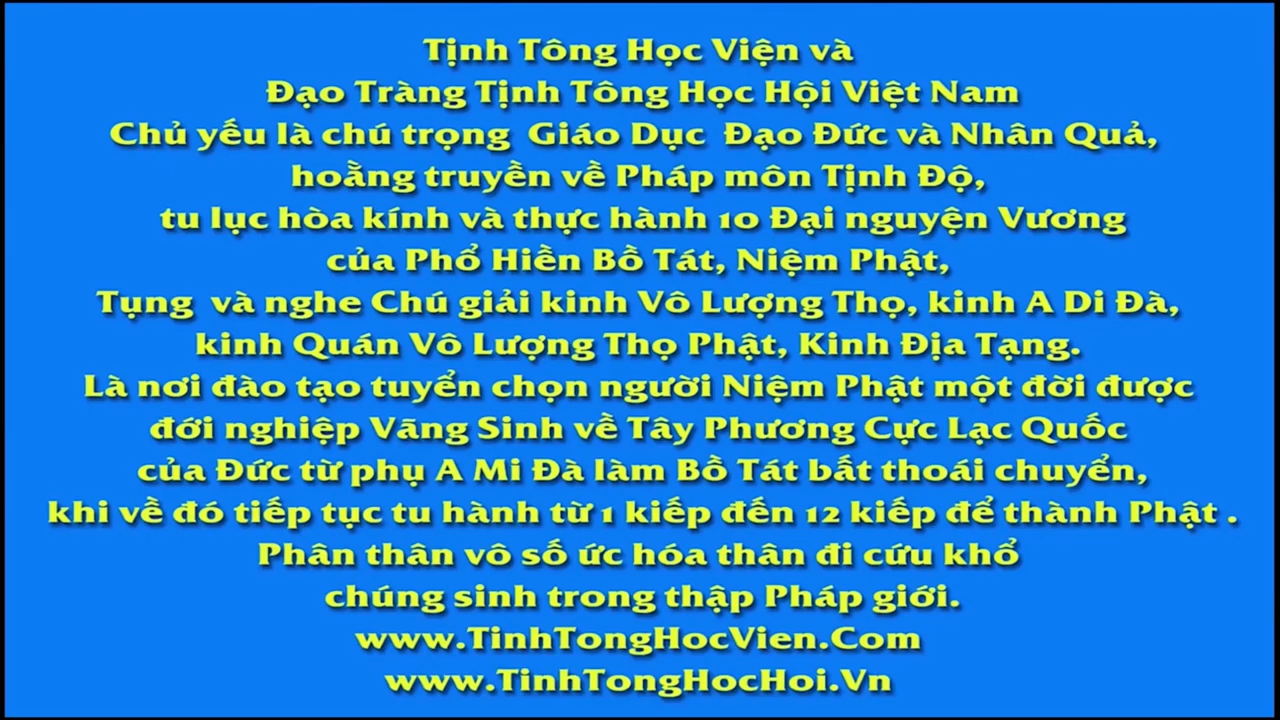 Tịnh Tông Học Viện và
Đạo Tràng Tịnh Tông Học Hội Việt Nam
Chủ yếu là chú trọng Giáo Dục Đạo Đức và Nhân Quả,
hoằng truyền về Pháp môn Tịnh Độ,
tu lục hòa kính và thực hành 10 Đại nguyện Vương
của Phổ Hiền Bồ Tát, Niệm Phật,
Tụng và nghe Chú giải kinh Vô Lượng Thọ, kinh A Di Đà,
kinh Quán Vô Lượng Thọ Phật, Kinh Địa Tạng.
Là nơi đào tạo tuyển chọn người Niệm Phật một đời được
đới nghiệp Vãng Sinh về Tây Phương Cực Lạc Quốc
của Đức từ phụ A Mi Đà làm Bồ Tát bất thoái chuyển,
khi về đó tiếp tục tu hành từ 1 kiếp đến 12 kiếp để thành Phật .
Phân thân vô số ức hóa thân đi cứu khổ
chúng sinh trong thập Pháp giới.
www.TinhTongHocVien.Com
www.TinhTongHocHoi.Vn